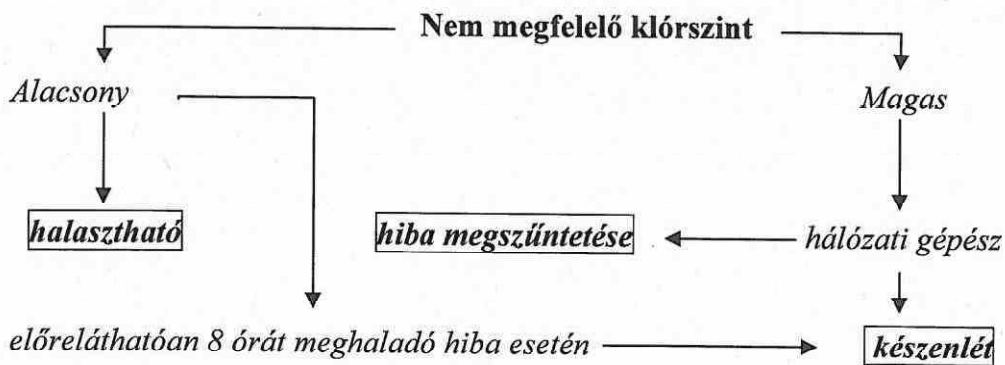 Nem megfelelő klórszint
Alacsony
Magas
halasztható
hiba megszűntetése
hálózati gépész
előreláthatóan 8 órát meghaladó hiba esetén
készenlét